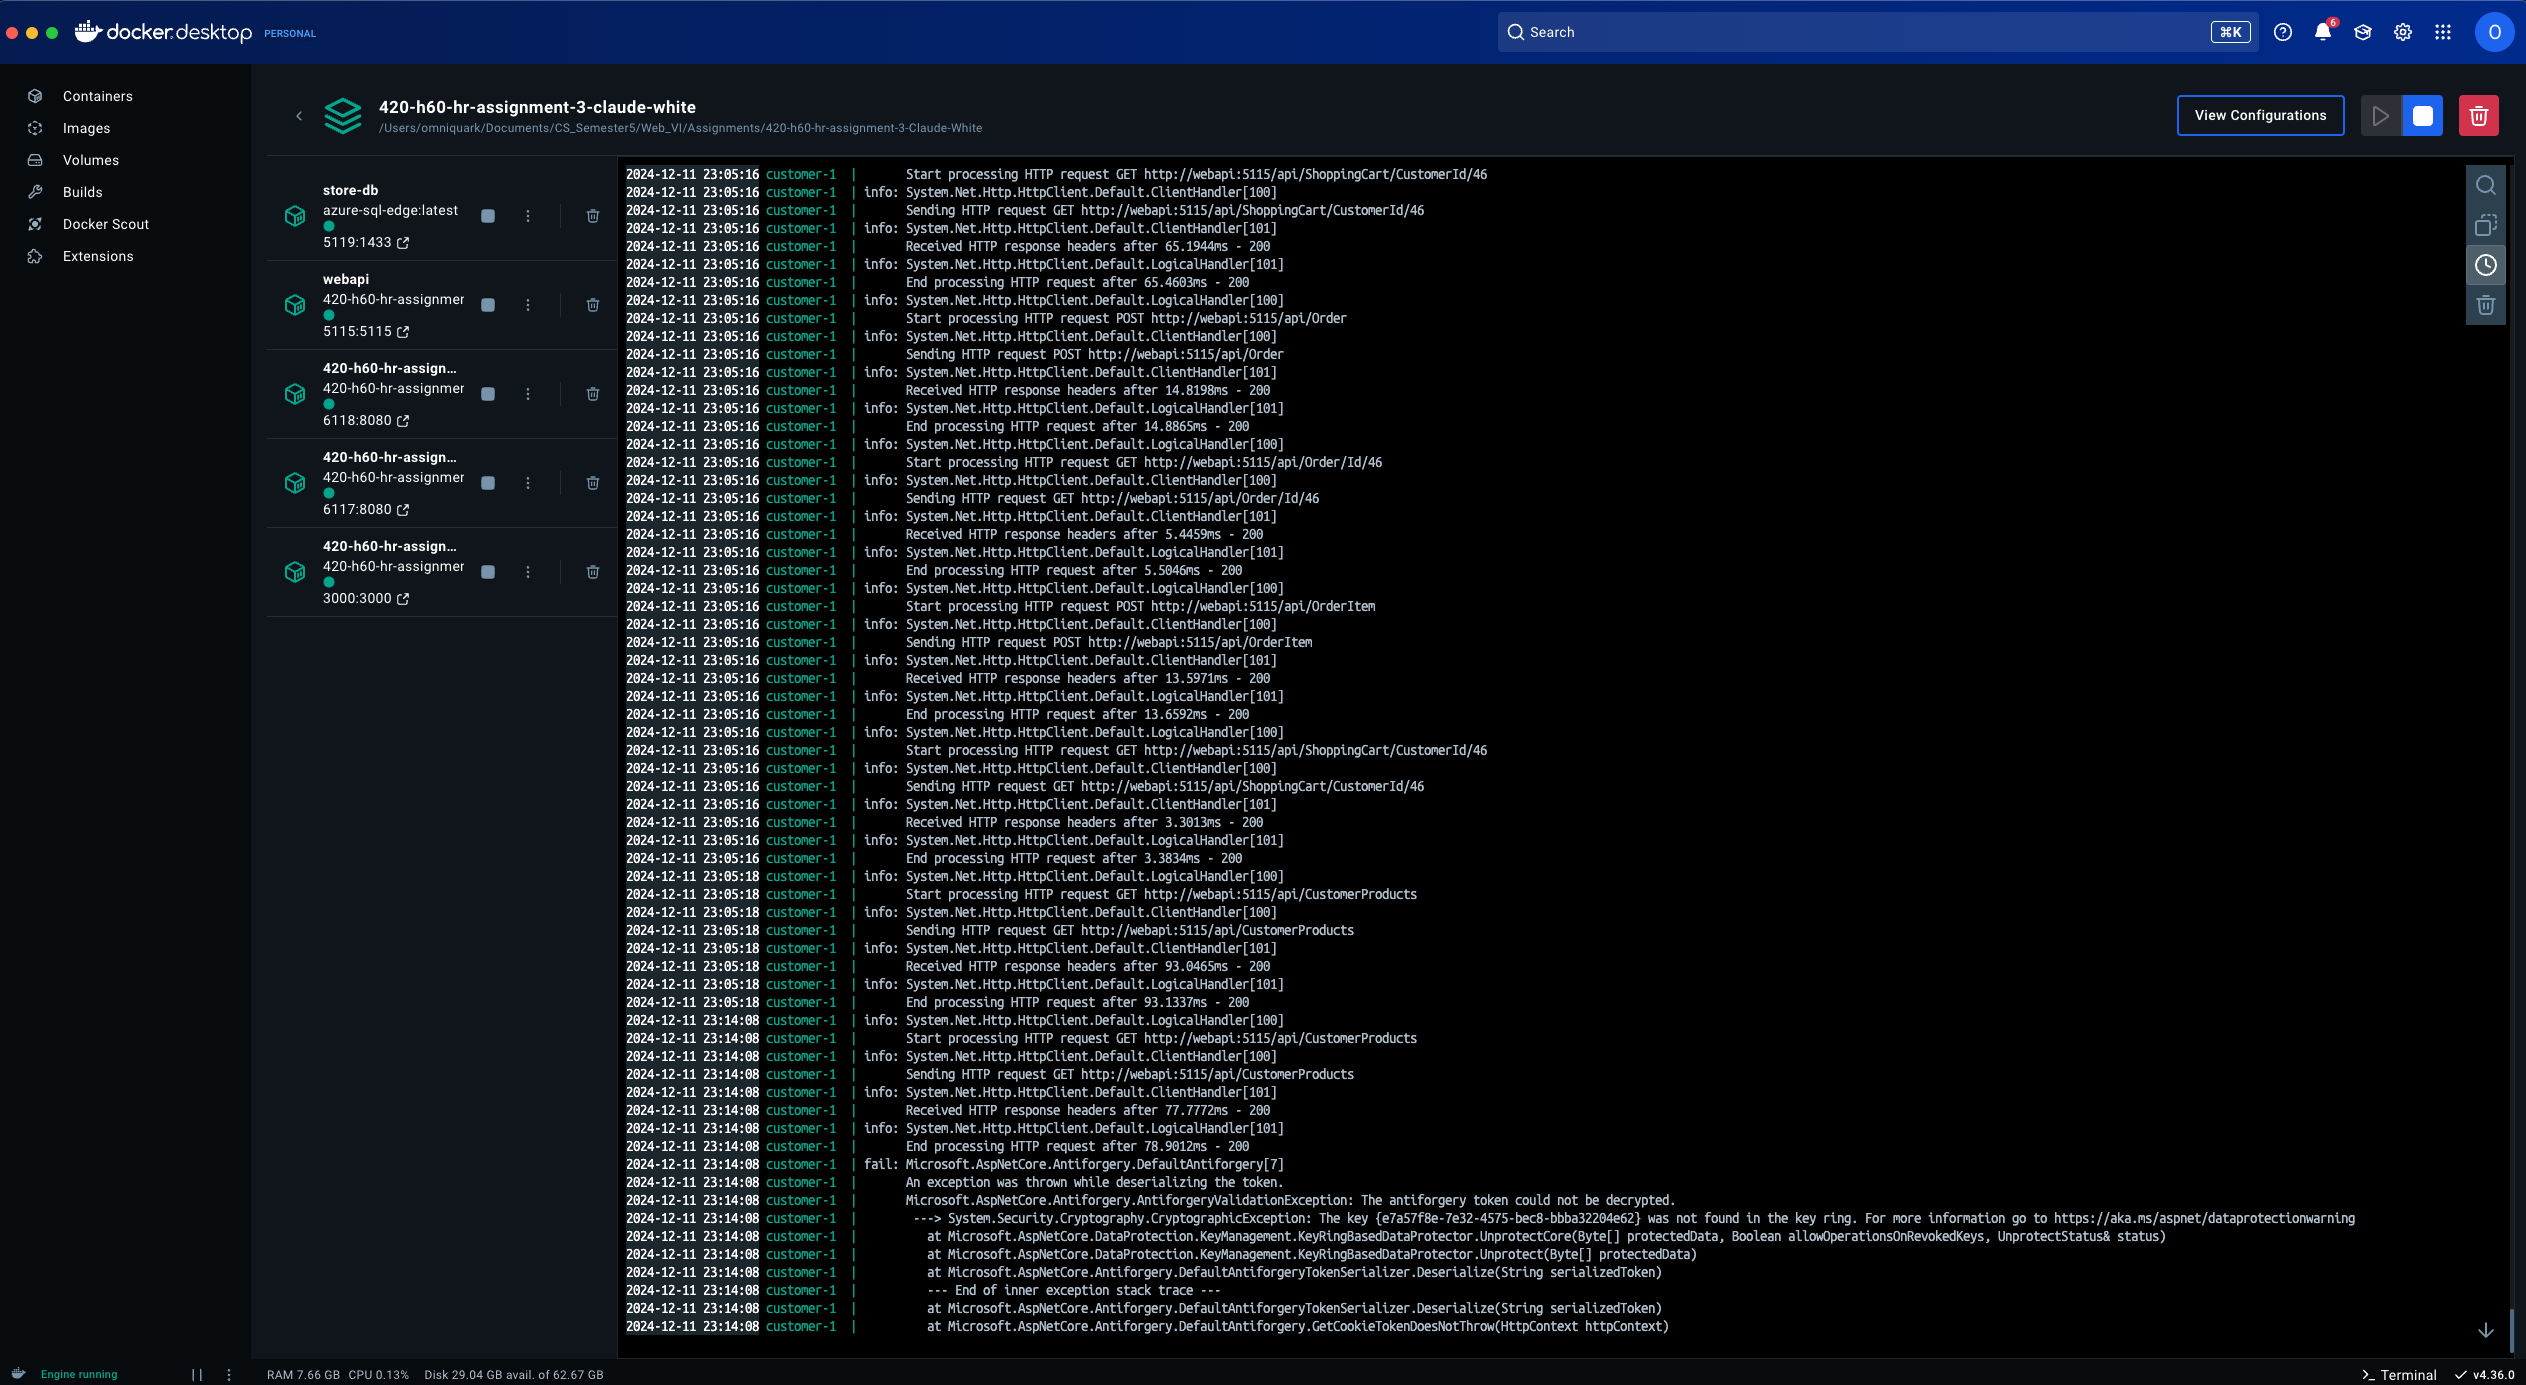 docker.desktop PERSONAL
Search
⌘K
6
O
Containers
Images
Volumes
Builds
Docker Scout
Extensions
420-h60-hr-assignment-3-claude-white
/Users/omniquark/Documents/CS_Semester5/Web_VI/Assignments/420-h60-hr-assignment-3-Claude-White
View Configurations
store-db
azure-sql-edge:latest
5119:1433
webapi
420-h60-hr-assignmer
5115:5115
420-h60-hr-assign...
420-h60-hr-assignmer
6118:8080
420-h60-hr-assign...
420-h60-hr-assignmer
6117:8080
420-h60-hr-assign...
420-h60-hr-assignmer
3000:3000
2024-12-11 23:05:16 customer-1 | Start processing HTTP request GET http://webapi:5115/api/ShoppingCart/CustomerId/46
2024-12-11 23:05:16 customer-1 | info: System.Net.Http.HttpClient.Default.ClientHandler[100]
2024-12-11 23:05:16 customer-1 | Sending HTTP request GET http://webapi:5115/api/ShoppingCart/CustomerId/46
2024-12-11 23:05:16 customer-1 | info: System.Net.Http.HttpClient.Default.ClientHandler[101]
2024-12-11 23:05:16 customer-1 | Received HTTP response headers after 65.1944ms - 200
2024-12-11 23:05:16 customer-1 | info: System.Net.Http.HttpClient.Default.LogicalHandler[101]
2024-12-11 23:05:16 customer-1 | End processing HTTP request after 65.4603ms - 200
2024-12-11 23:05:16 customer-1 | info: System.Net.Http.HttpClient.Default.LogicalHandler[100]
2024-12-11 23:05:16 customer-1 | Start processing HTTP request POST http://webapi:5115/api/Order
2024-12-11 23:05:16 customer-1 | info: System.Net.Http.HttpClient.Default.ClientHandler[100]
2024-12-11 23:05:16 customer-1 | Sending HTTP request POST http://webapi:5115/api/Order
2024-12-11 23:05:16 customer-1 | info: System.Net.Http.HttpClient.Default.ClientHandler[101]
2024-12-11 23:05:16 customer-1 | Received HTTP response headers after 14.8198ms - 200
2024-12-11 23:05:16 customer-1 | info: System.Net.Http.HttpClient.Default.LogicalHandler[101]
2024-12-11 23:05:16 customer-1 | End processing HTTP request after 14.8865ms - 200
2024-12-11 23:05:16 customer-1 | info: System.Net.Http.HttpClient.Default.LogicalHandler[100]
2024-12-11 23:05:16 customer-1 | Start processing HTTP request GET http://webapi:5115/api/Order/Id/46
2024-12-11 23:05:16 customer-1 | info: System.Net.Http.HttpClient.Default.ClientHandler[100]
2024-12-11 23:05:16 customer-1 | Sending HTTP request GET http://webapi:5115/api/Order/Id/46
2024-12-11 23:05:16 customer-1 | info: System.Net.Http.HttpClient.Default.ClientHandler[101]
2024-12-11 23:05:16 customer-1 | Received HTTP response headers after 5.4459ms - 200
2024-12-11 23:05:16 customer-1 | info: System.Net.Http.HttpClient.Default.LogicalHandler[101]
2024-12-11 23:05:16 customer-1 | End processing HTTP request after 5.5046ms - 200
2024-12-11 23:05:16 customer-1 | info: System.Net.Http.HttpClient.Default.LogicalHandler[100]
2024-12-11 23:05:16 customer-1 | Start processing HTTP request POST http://webapi:5115/api/OrderItem
2024-12-11 23:05:16 customer-1 | info: System.Net.Http.HttpClient.Default.ClientHandler[100]
2024-12-11 23:05:16 customer-1 | Sending HTTP request POST http://webapi:5115/api/OrderItem
2024-12-11 23:05:16 customer-1 | info: System.Net.Http.HttpClient.Default.ClientHandler[101]
2024-12-11 23:05:16 customer-1 | Received HTTP response headers after 13.5971ms - 200
2024-12-11 23:05:16 customer-1 | info: System.Net.Http.HttpClient.Default.LogicalHandler[101]
2024-12-11 23:05:16 customer-1 | End processing HTTP request after 13.6592ms - 200
2024-12-11 23:05:16 customer-1 | info: System.Net.Http.HttpClient.Default.LogicalHandler[100]
2024-12-11 23:05:16 customer-1 | Start processing HTTP request GET http://webapi:5115/api/ShoppingCart/CustomerId/46
2024-12-11 23:05:16 customer-1 | info: System.Net.Http.HttpClient.Default.ClientHandler[100]
2024-12-11 23:05:16 customer-1 | Sending HTTP request GET http://webapi:5115/api/ShoppingCart/CustomerId/46
2024-12-11 23:05:16 customer-1 | info: System.Net.Http.HttpClient.Default.ClientHandler[101]
2024-12-11 23:05:16 customer-1 | Received HTTP response headers after 3.3013ms - 200
2024-12-11 23:05:16 customer-1 | info: System.Net.Http.HttpClient.Default.LogicalHandler[101]
2024-12-11 23:05:16 customer-1 | End processing HTTP request after 3.3834ms - 200
2024-12-11 23:05:18 customer-1 | info: System.Net.Http.HttpClient.Default.LogicalHandler[100]
2024-12-11 23:05:18 customer-1 | Start processing HTTP request GET http://webapi:5115/api/CustomerProducts
2024-12-11 23:05:18 customer-1 | info: System.Net.Http.HttpClient.Default.ClientHandler[100]
2024-12-11 23:05:18 customer-1 | Sending HTTP request GET http://webapi:5115/api/CustomerProducts
2024-12-11 23:05:18 customer-1 | info: System.Net.Http.HttpClient.Default.ClientHandler[101]
2024-12-11 23:05:18 customer-1 | Received HTTP response headers after 93.0465ms - 200
2024-12-11 23:05:18 customer-1 | info: System.Net.Http.HttpClient.Default.LogicalHandler[101]
2024-12-11 23:05:18 customer-1 | End processing HTTP request after 93.1337ms - 200
2024-12-11 23:14:08 customer-1 | info: System.Net.Http.HttpClient.Default.LogicalHandler[100]
2024-12-11 23:14:08 customer-1 | Start processing HTTP request GET http://webapi:5115/api/CustomerProducts
2024-12-11 23:14:08 customer-1 | info: System.Net.Http.HttpClient.Default.ClientHandler[100]
2024-12-11 23:14:08 customer-1 | Sending HTTP request GET http://webapi:5115/api/CustomerProducts
2024-12-11 23:14:08 customer-1 | info: System.Net.Http.HttpClient.Default.ClientHandler[101]
2024-12-11 23:14:08 customer-1 | Received HTTP response headers after 77.7772ms - 200
2024-12-11 23:14:08 customer-1 | info: System.Net.Http.HttpClient.Default.LogicalHandler[101]
2024-12-11 23:14:08 customer-1 | End processing HTTP request after 78.9012ms - 200
2024-12-11 23:14:08 customer-1 | fail: Microsoft.AspNetCore.Antiforgery.DefaultAntiforgery[7]
2024-12-11 23:14:08 customer-1 | An exception was thrown while deserializing the token.
2024-12-11 23:14:08 customer-1 | Microsoft.AspNetCore.Antiforgery.AntiforgeryValidationException: The antiforgery token could not be decrypted.
2024-12-11 23:14:08 customer-1 | ---> System.Security.Cryptography.CryptographicException: The key {e7a57f8e-7e32-4575-bec8-bbba32204e62} was not found in the key ring. For more information go to https://aka.ms/aspnet/dataprotectionwarning
2024-12-11 23:14:08 customer-1 | at Microsoft.AspNetCore.DataProtection.KeyManagement.KeyRingBasedDataProtector.UnprotectCore(Byte[] protectedData, Boolean allowOperationsOnRevokedKeys, UnprotectStatus& status)
2024-12-11 23:14:08 customer-1 | at Microsoft.AspNetCore.DataProtection.KeyManagement.KeyRingBasedDataProtector.Unprotect(Byte[] protectedData)
2024-12-11 23:14:08 customer-1 | at Microsoft.AspNetCore.Antiforgery.DefaultAntiforgeryTokenSerializer.Deserialize(String serializedToken)
2024-12-11 23:14:08 customer-1 | --- End of inner exception stack trace ---
2024-12-11 23:14:08 customer-1 | at Microsoft.AspNetCore.Antiforgery.DefaultAntiforgeryTokenSerializer.Deserialize(String serializedToken)
2024-12-11 23:14:08 customer-1 | at Microsoft.AspNetCore.Antiforgery.DefaultAntiforgery.GetCookieTokenDoesNotThrow(HttpContext httpContext)
Engine running
RAM 7.66 GB CPU 0.13% Disk 29.04 GB avail. of 62.67 GB
Terminal
v4.36.0